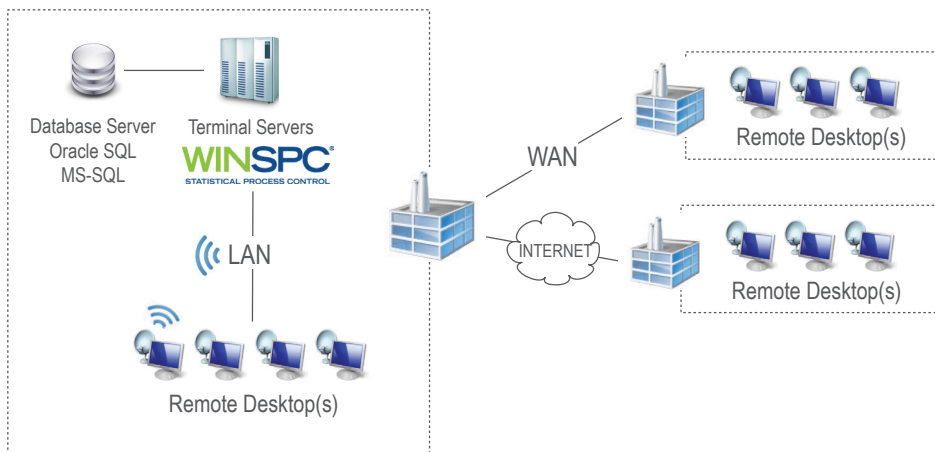 Database Server
Oracle SQL
MS-SQL
Terminal Servers
WINSPC®
STATISTICAL PROCESS CONTROL
LAN
Remote Desktop(s)
WAN
INTERNET
Remote Desktop(s)
Remote Desktop(s)